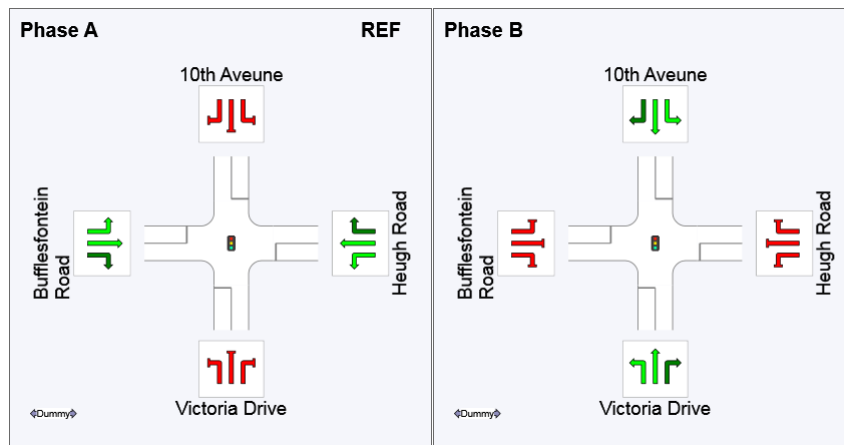 Phase A
REF
10th Aveune
Bufflesfontein
Road
Heugh Road
Victoria Drive
Dummy
Phase B
10th Aveune
Bufflesfontein
Road
Heugh Road
Victoria Drive
Dummy